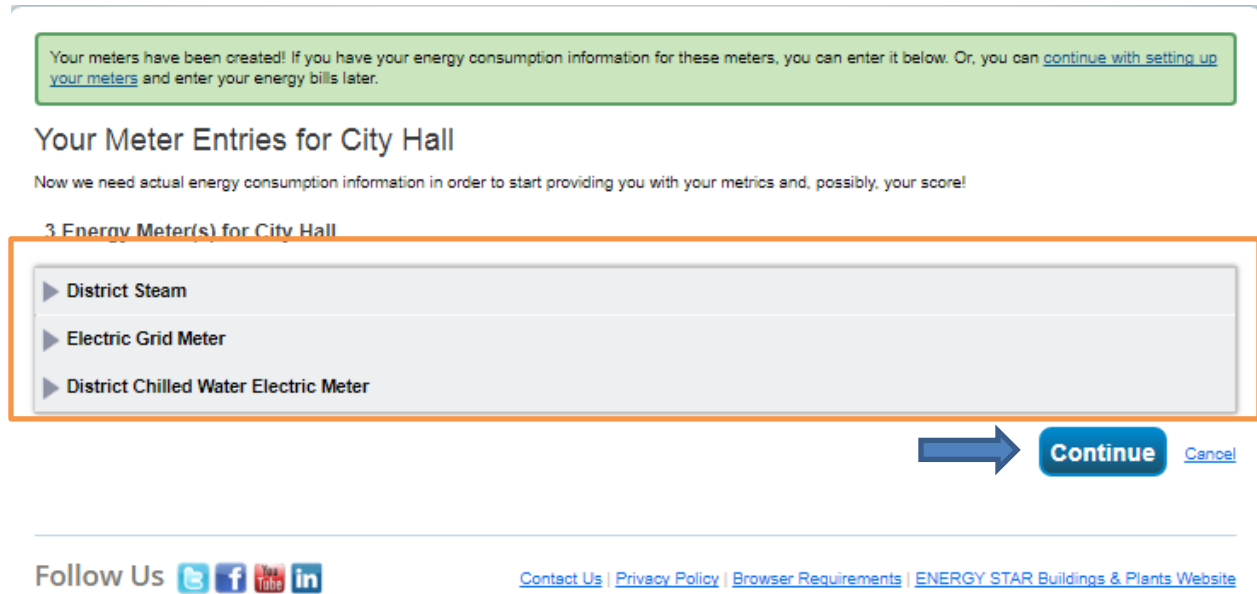 Your meters have been created! If you have your energy consumption information for these meters, you can enter it below. Or, you can continue with setting up
your meters and enter your energy bills later.
Your Meter Entries for City Hall
Now we need actual energy consumption information in order to start providing you with your metrics and, possibly, your score!
3 Energy Meter(s) for City Hall
District Steam
Electric Grid Meter
District Chilled Water Electric Meter
Continue Cancel
Follow Us You Tube in Contact Us | Privacy Policy | Browser Requirements | ENERGY STAR Buildings & Plants Website